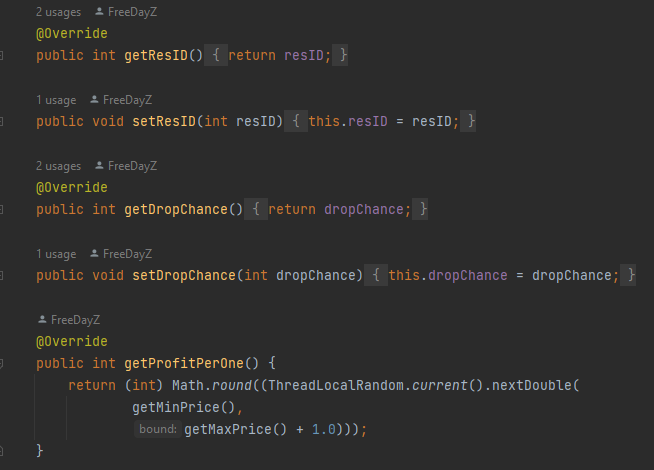 2 usages FreeDayZ
@Override
public int getResID() { return resID; }
1 usage FreeDayZ
public void setResID(int resID) { this.resID = resID; }
2 usages FreeDayZ
@Override
public int getDropChance() { return dropChance; }
1 usage FreeDayZ
public void setDropChance(int dropChance) { this.dropChance = dropChance; }
FreeDayZ
@Override
public int getProfitPerOne() {
return (int) Math.round((ThreadLocalRandom.current().nextDouble(
getMinPrice(),
bound: getMaxPrice() + 1.0)));
}